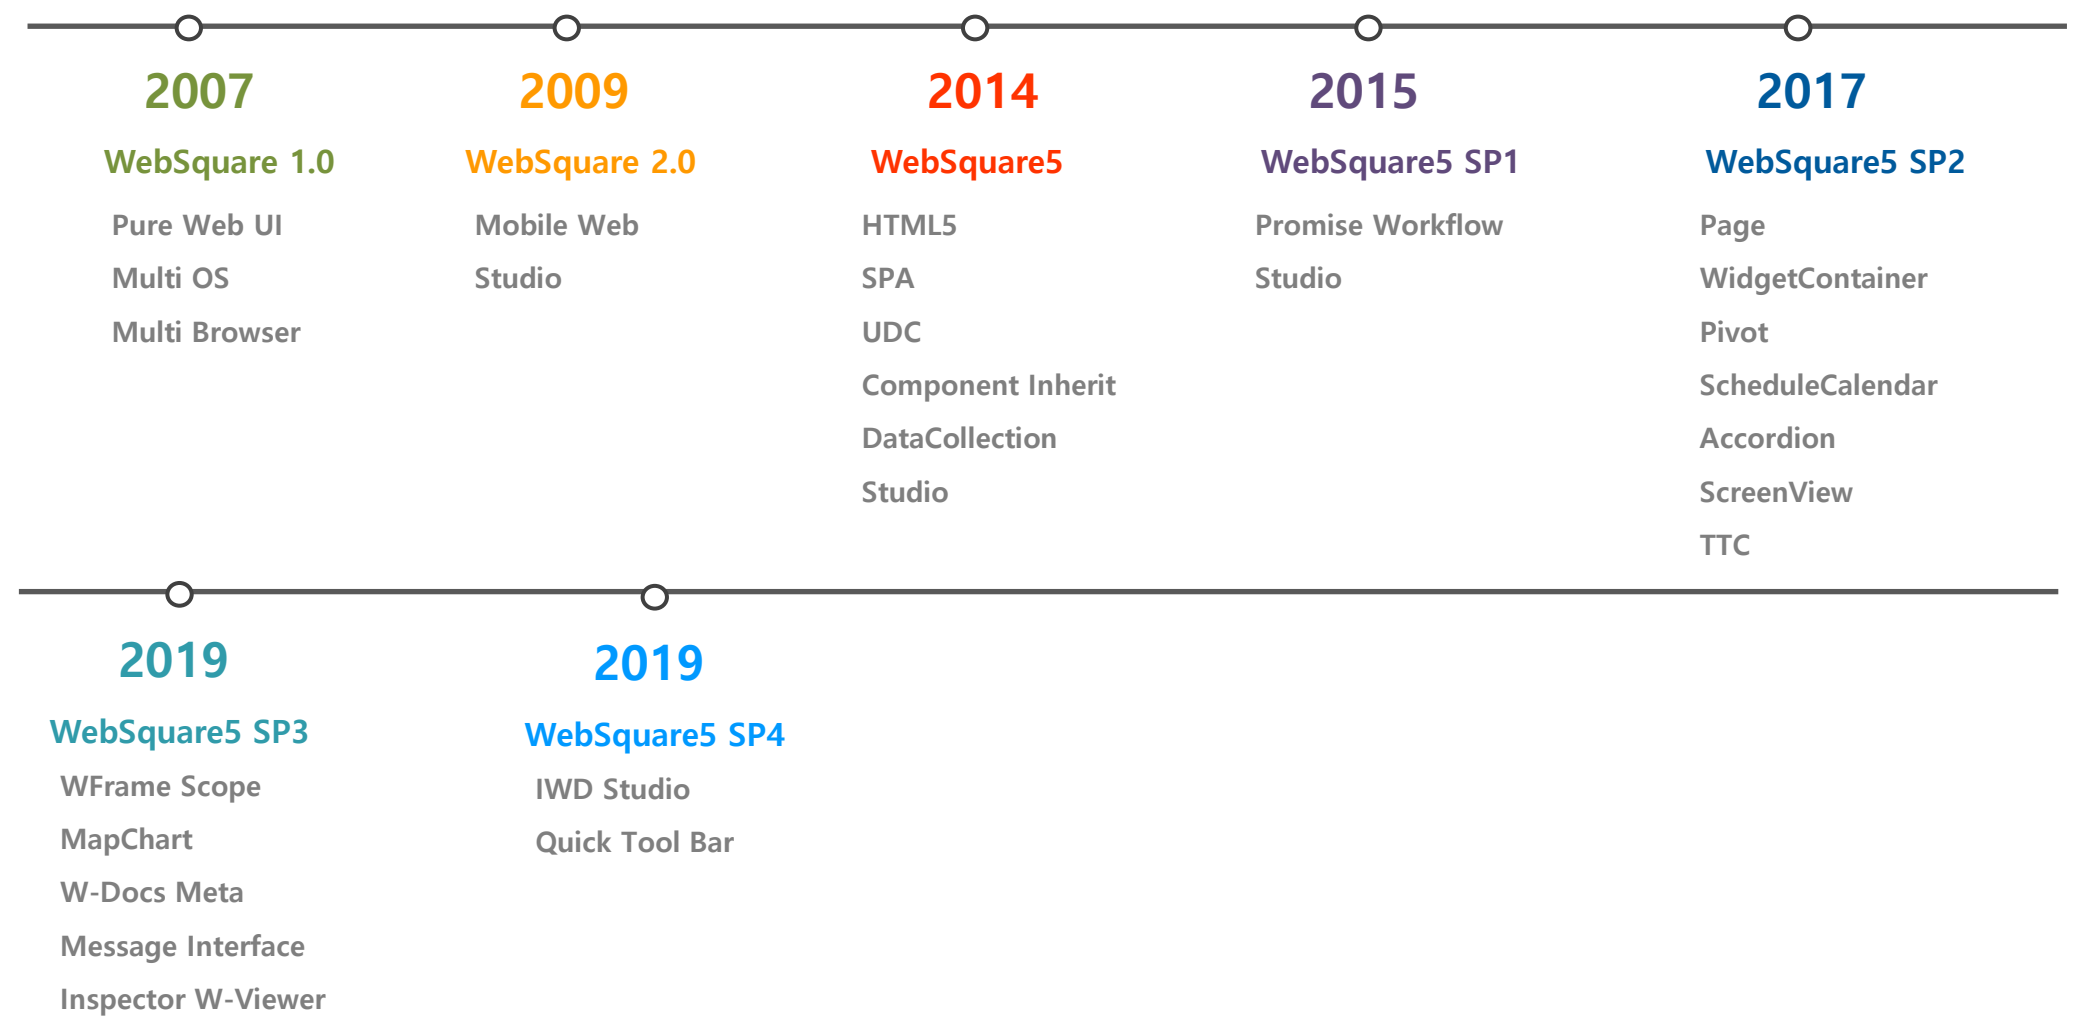 2007
WebSquare 1.0
Pure Web UI
Multi OS
Multi Browser
2009
WebSquare 2.0
Mobile Web
Studio
2014
WebSquare5
HTML5
SPA
UDC
Component Inherit
DataCollection
Studio
2015
WebSquare5 SP1
Promise Workflow
Studio
2017
WebSquare5 SP2
Page
WidgetContainer
Pivot
ScheduleCalendar
Accordion
ScreenView
TTC
2019
WebSquare5 SP3
WFrame Scope
MapChart
W-Docs Meta
Message Interface
Inspector W-Viewer
2019
WebSquare5 SP4
IWD Studio
Quick Tool Bar